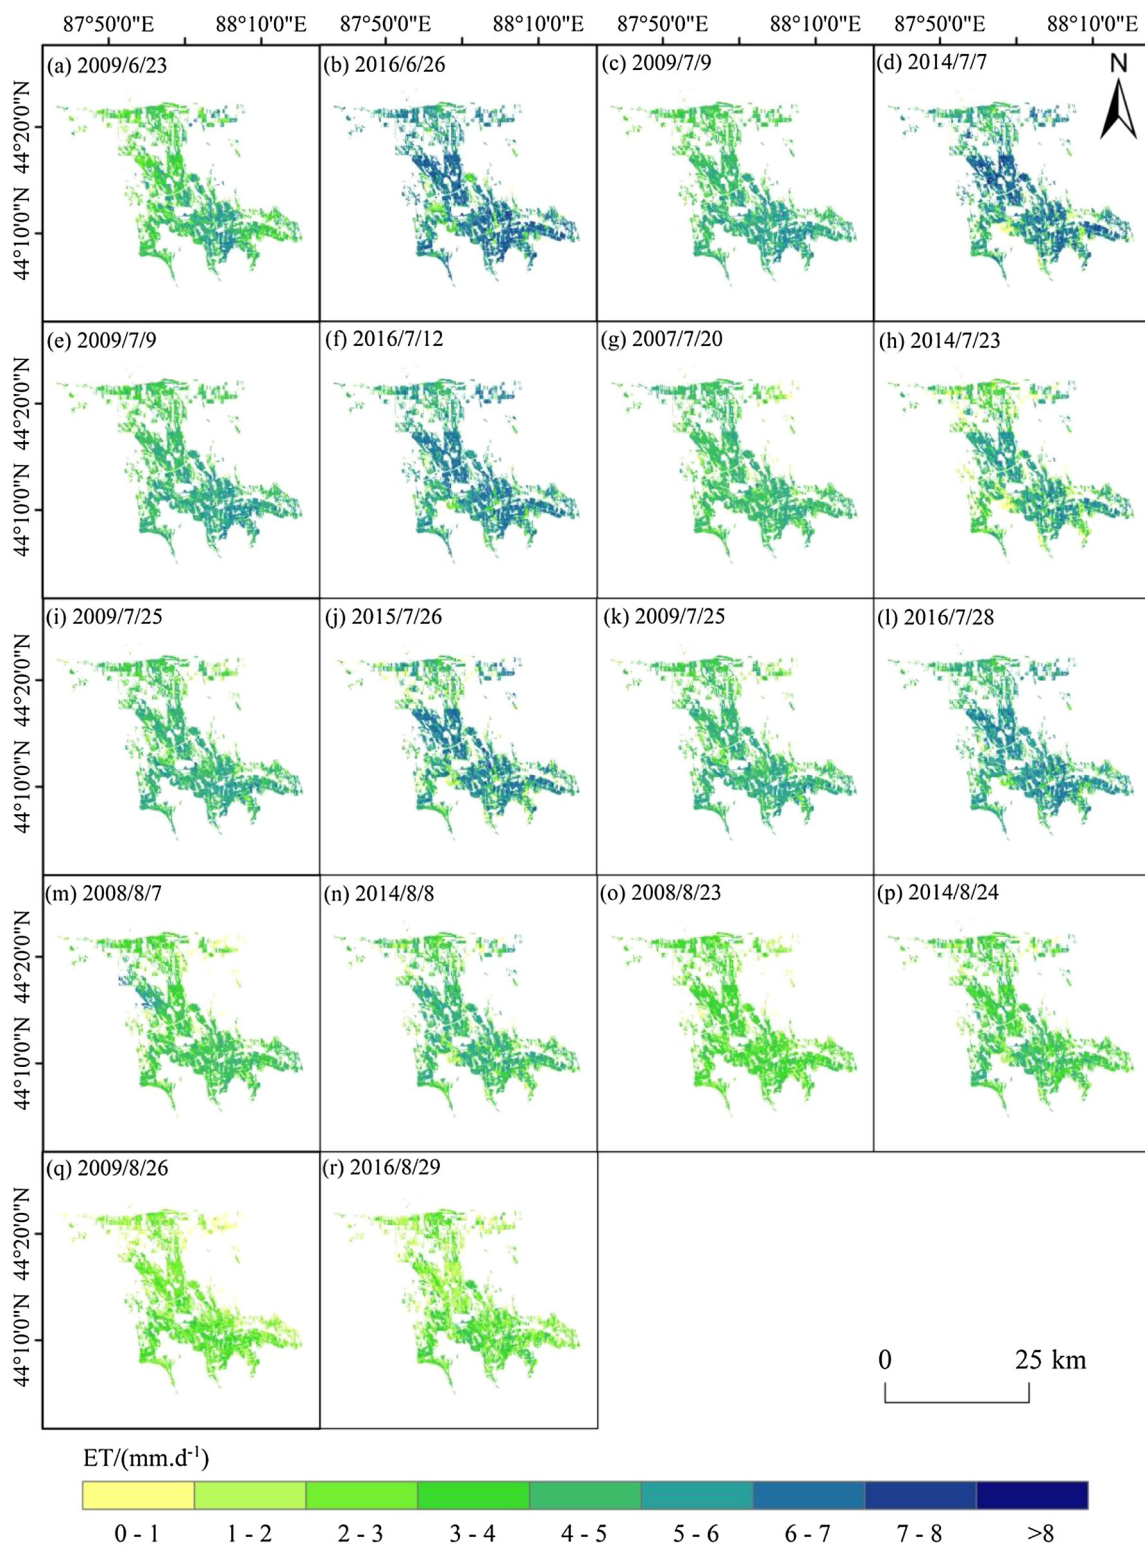 87°50'0"E 88°10'0"E 87°50'0"E 88°10'0"E 87°50'0"E 88°10'0"E 87°50'0"E 88°10'0"E
(a) 2009/6/23 (b) 2016/6/26 (c) 2009/7/9 (d) 2014/7/7
N
44°20'0"N
44°10'0"N
(e) 2009/7/9 (f) 2016/7/12 (g) 2007/7/20 (h) 2014/7/23
44°20'0"N
44°10'0"N
(i) 2009/7/25 (j) 2015/7/26 (k) 2009/7/25 (l) 2016/7/28
44°20'0"N
44°10'0"N
(m) 2008/8/7 (n) 2014/8/8 (o) 2008/8/23 (p) 2014/8/24
44°20'0"N
44°10'0"N
(q) 2009/8/26 (r) 2016/8/29
44°20'0"N
44°10'0"N
0 25 km
ET/(mm.d⁻¹)
0 - 1 1 - 2 2 - 3 3 - 4 4 - 5 5 - 6 6 - 7 7 - 8 >8